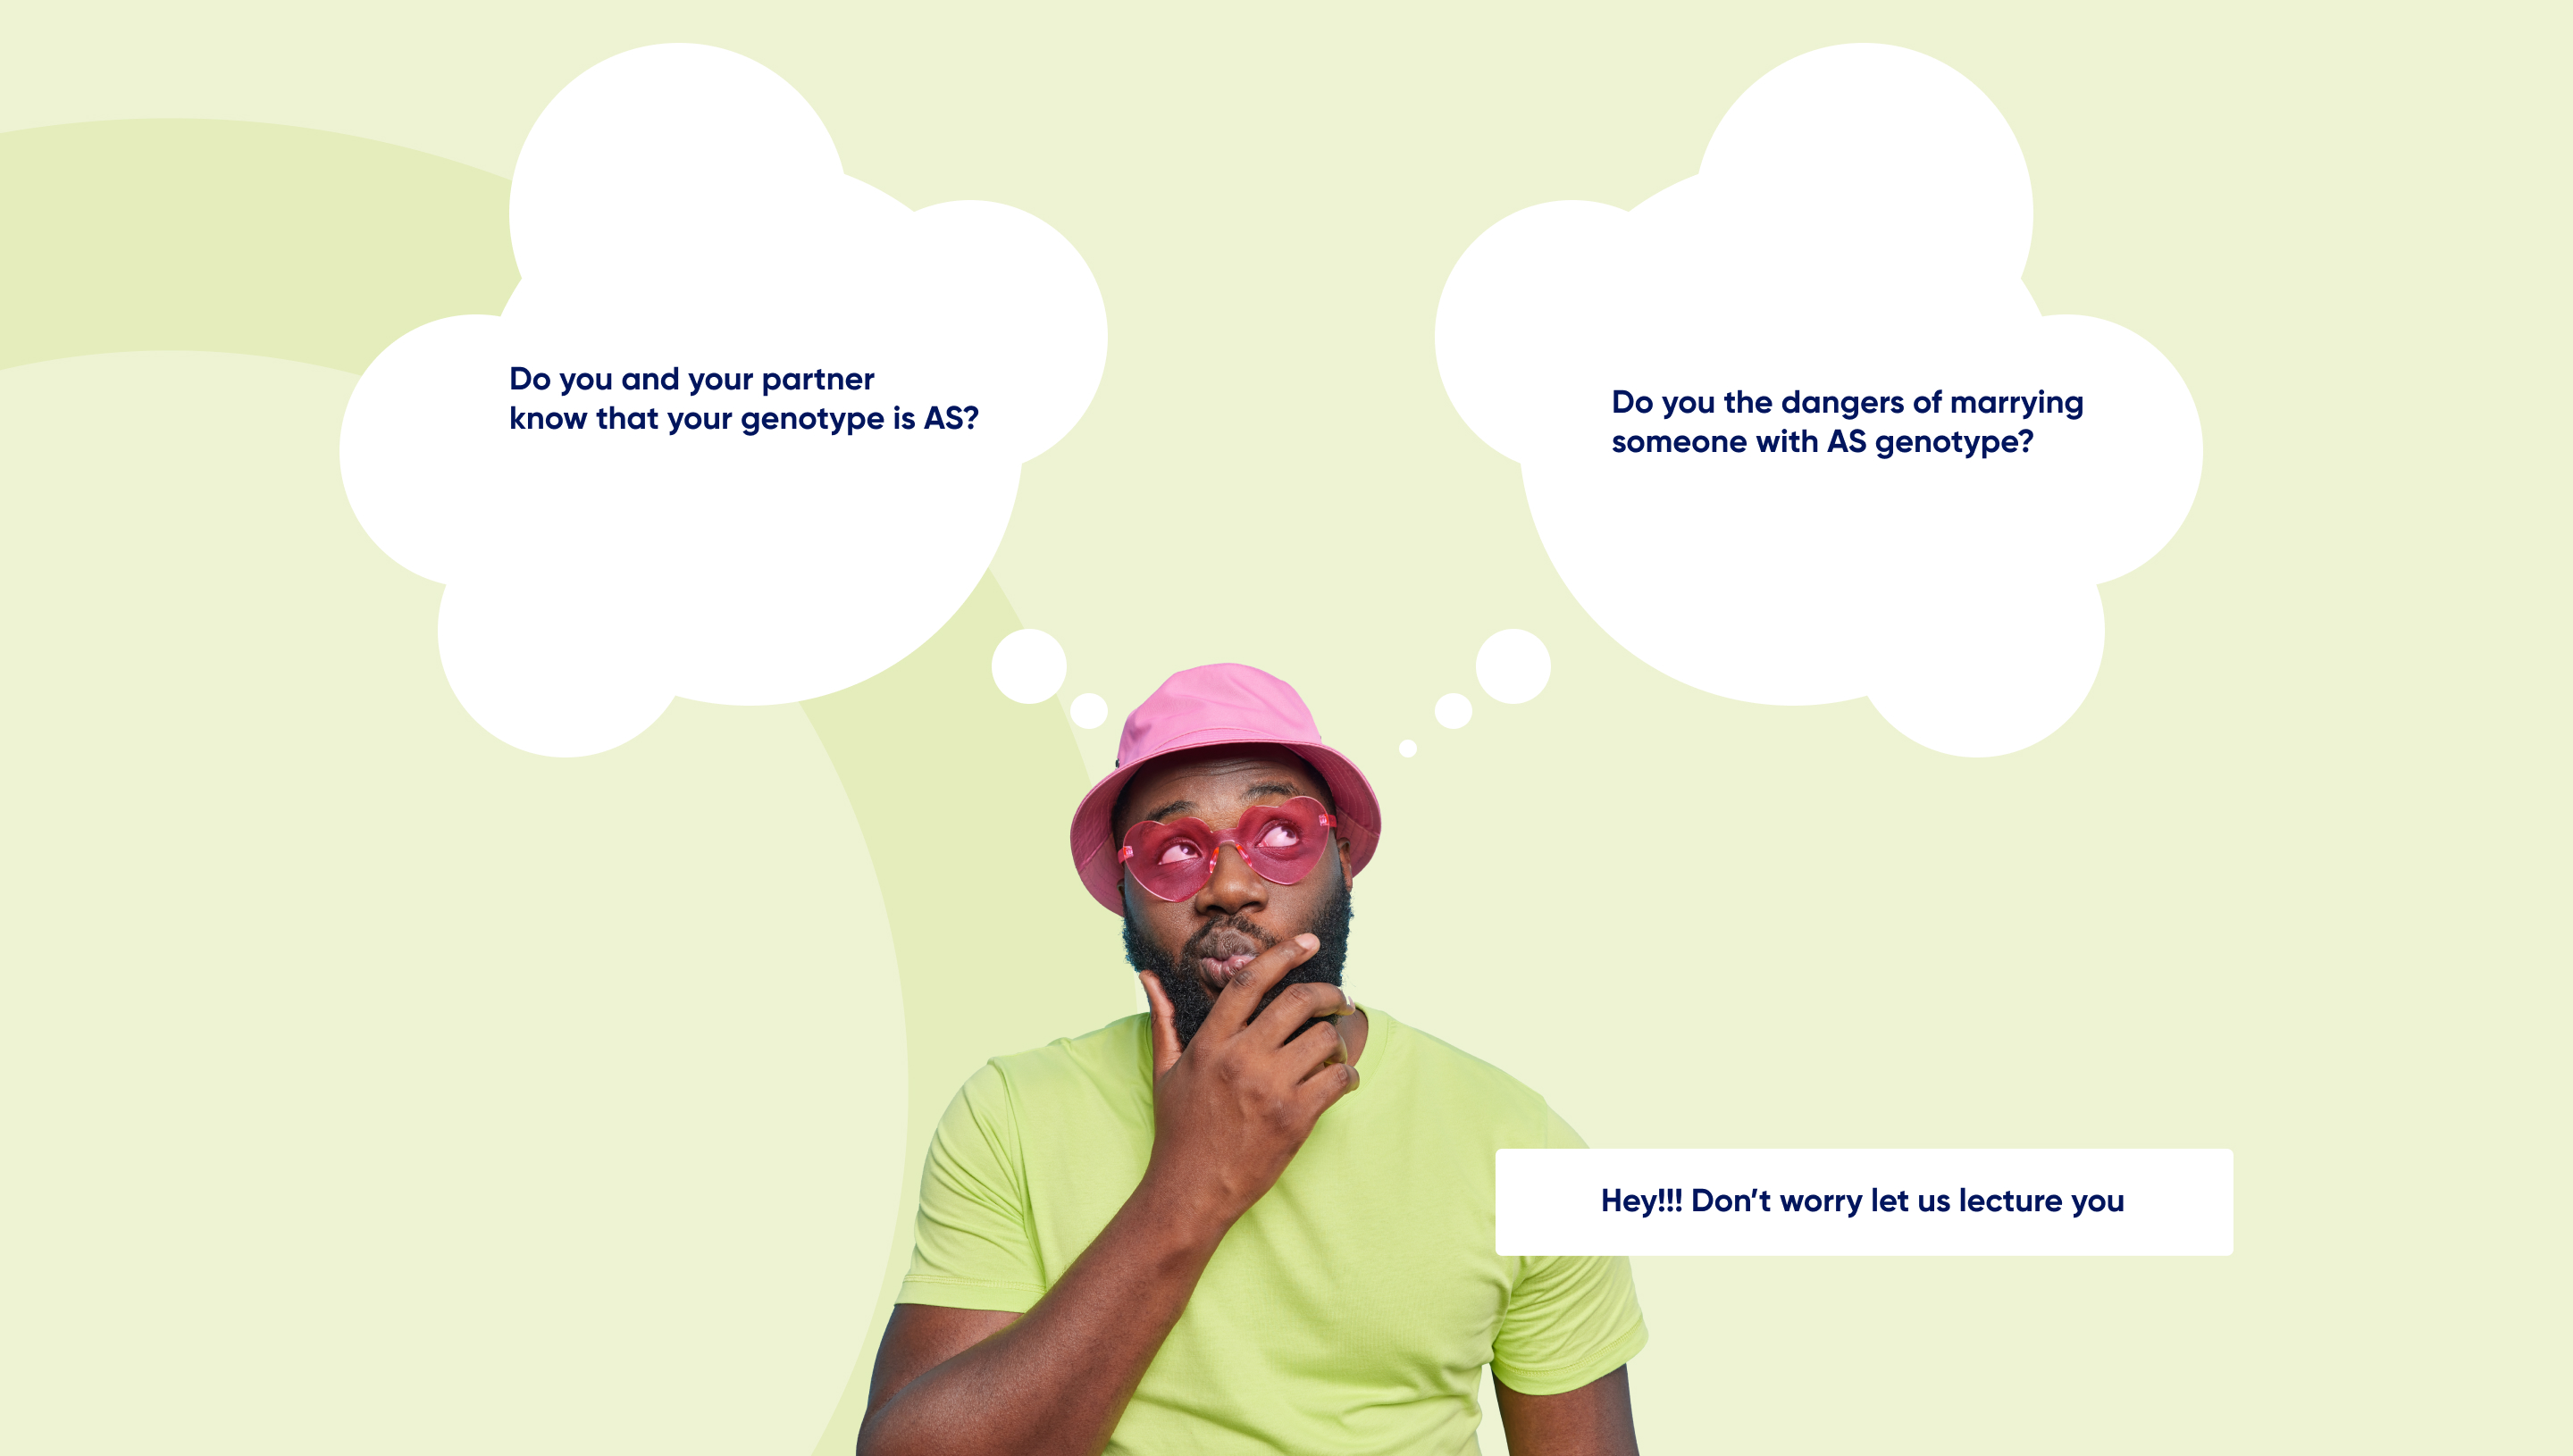 Do you and your partner
know that your genotype is AS?
Do you the dangers of marrying
someone with AS genotype?
Hey!!! Don’t worry let us lecture you